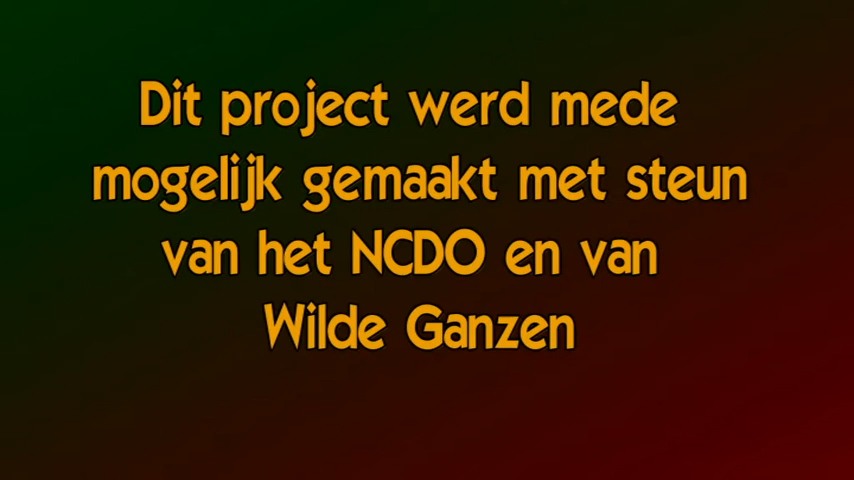 Dit project werd mede
mogelijk gemaakt met steun
van het NCDO en van
Wilde Ganzen